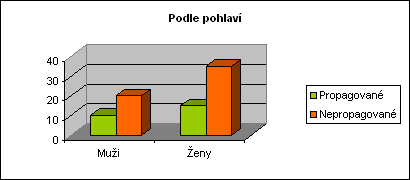 Podle pohlaví
40
30
20
10
0
Muži
Ženy
Propagované
Nepropagované